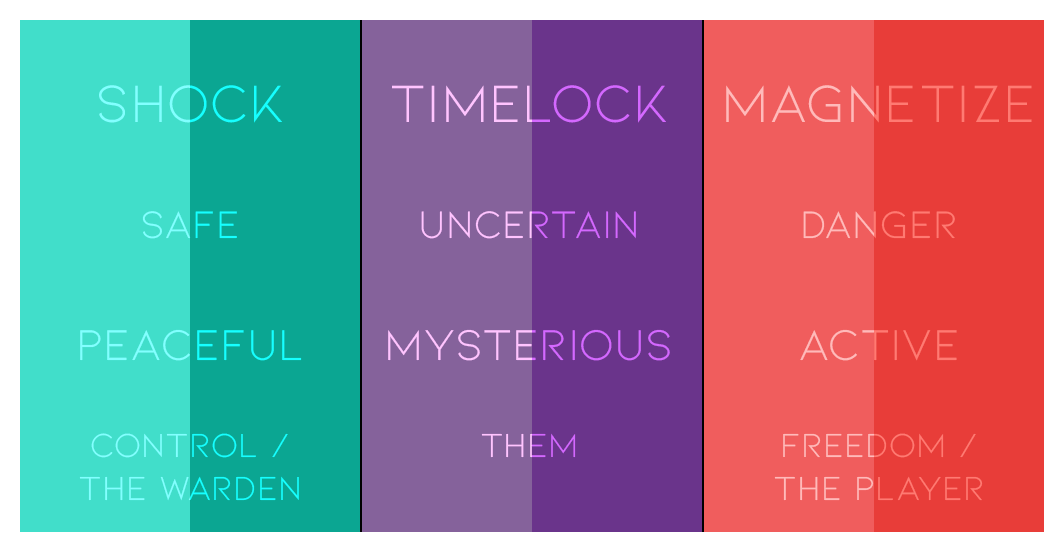 SHOCK
SAFE
PEACEFUL
CONTROL /
THE WARDEN
TIMELOCK
UNCERTAIN
MYSTERIOUS
THEM
MAGNETIZE
DANGER
ACTIVE
FREEDOM /
THE PLAYER